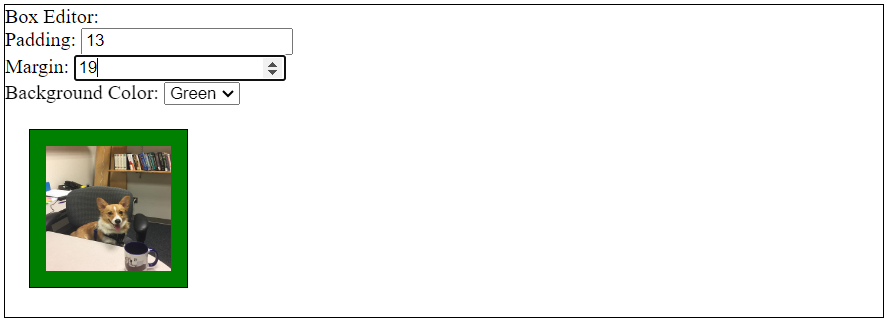 Box Editor:
Padding: 13
Margin: 19
Background Color: Green